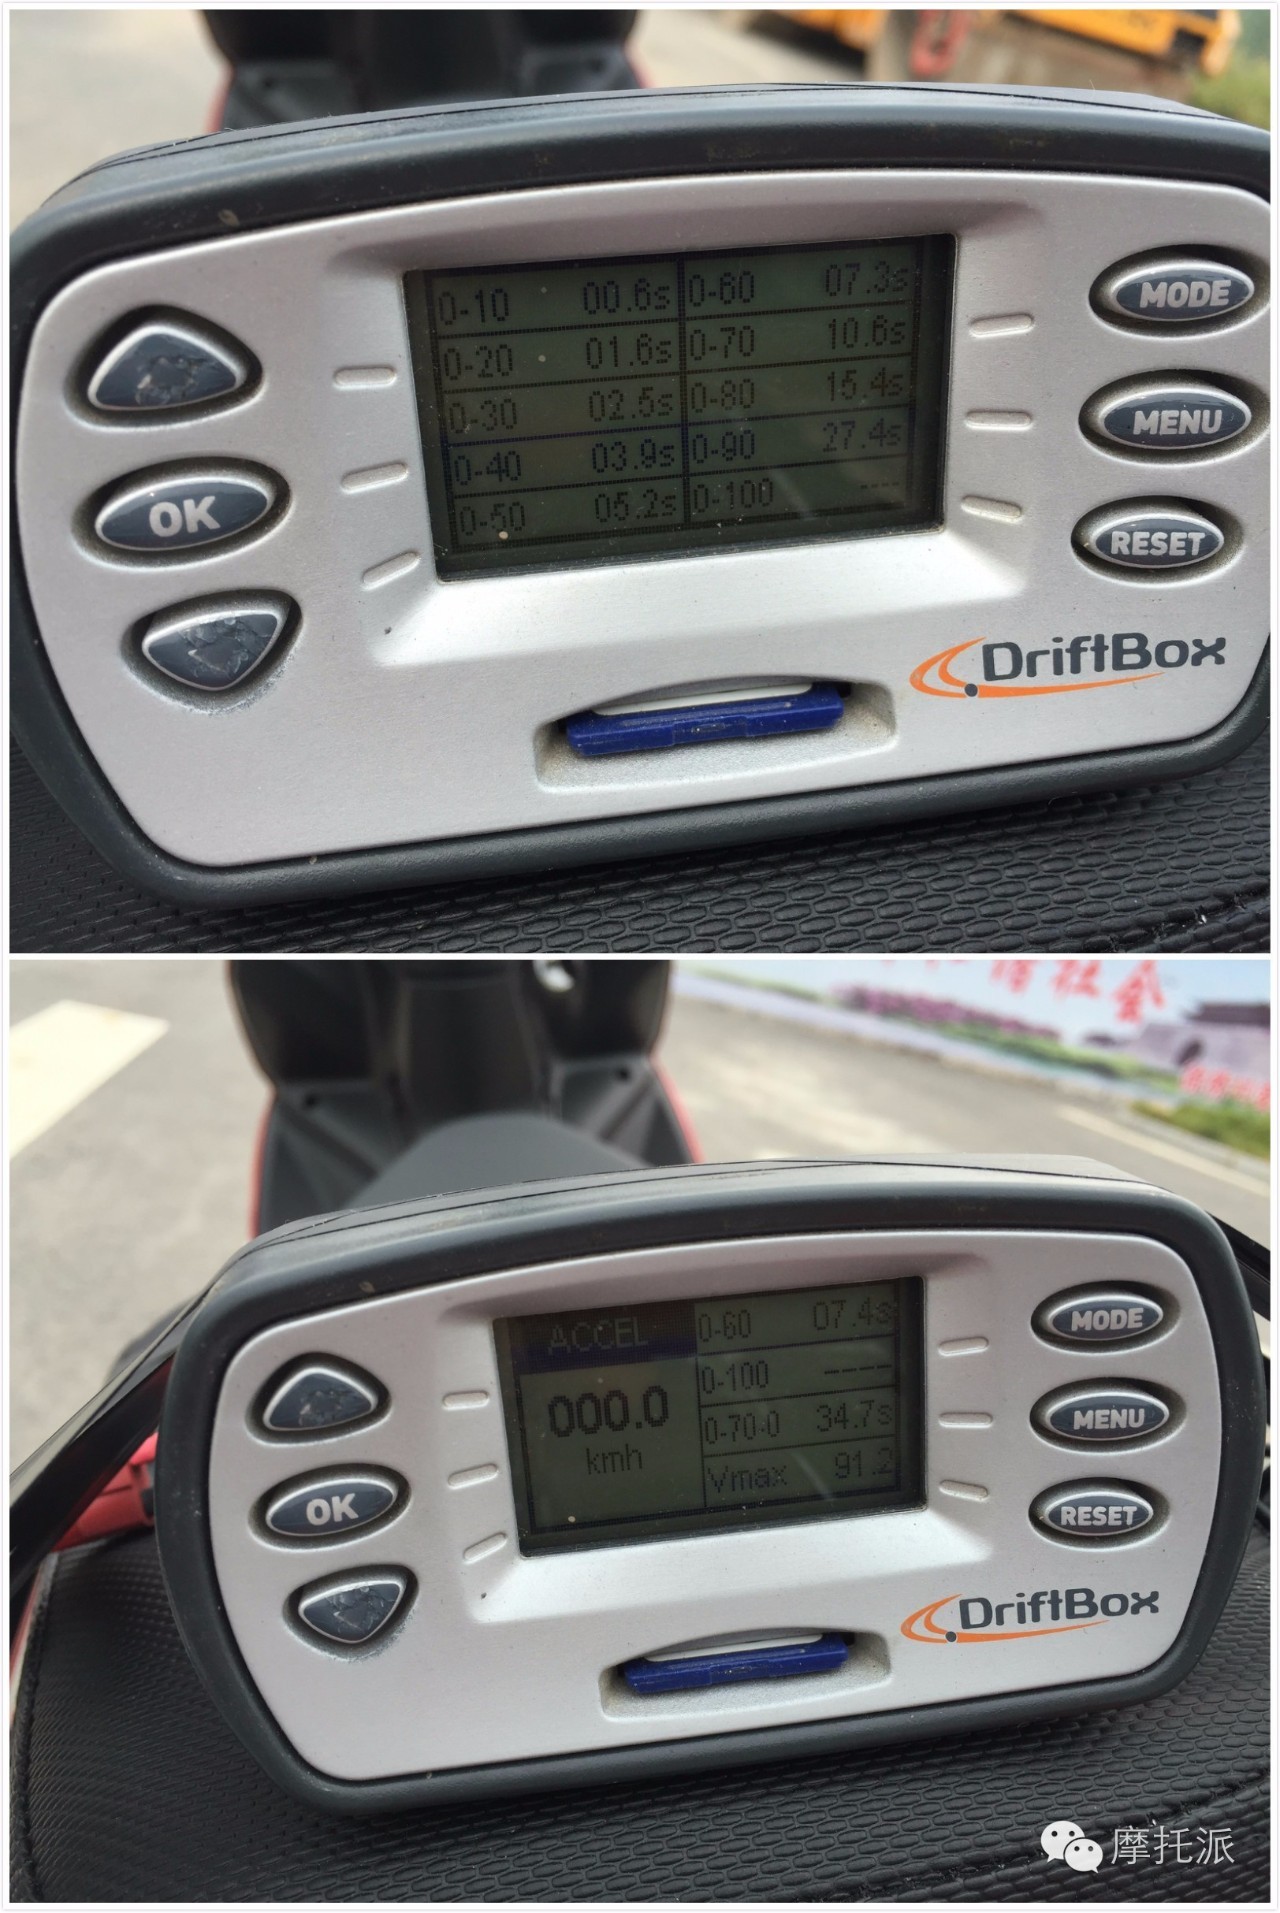 0-10 00.6s 0-60 07.3s
0-20 01.6s 0-70 10.6s
0-30 02.5s 0-80 15.4s
0-40 03.9s 0-90 27.4s
0-50 05.2s 0-100 ----
MODE
MENU
OK
RESET
DriftBox
社会
ACCEL 0-60 07.4s
000.0 0-100 ----
kmh 0-70-0 34.7s
Vmax 91.2
MODE
MENU
OK
RESET
DriftBox
摩托派